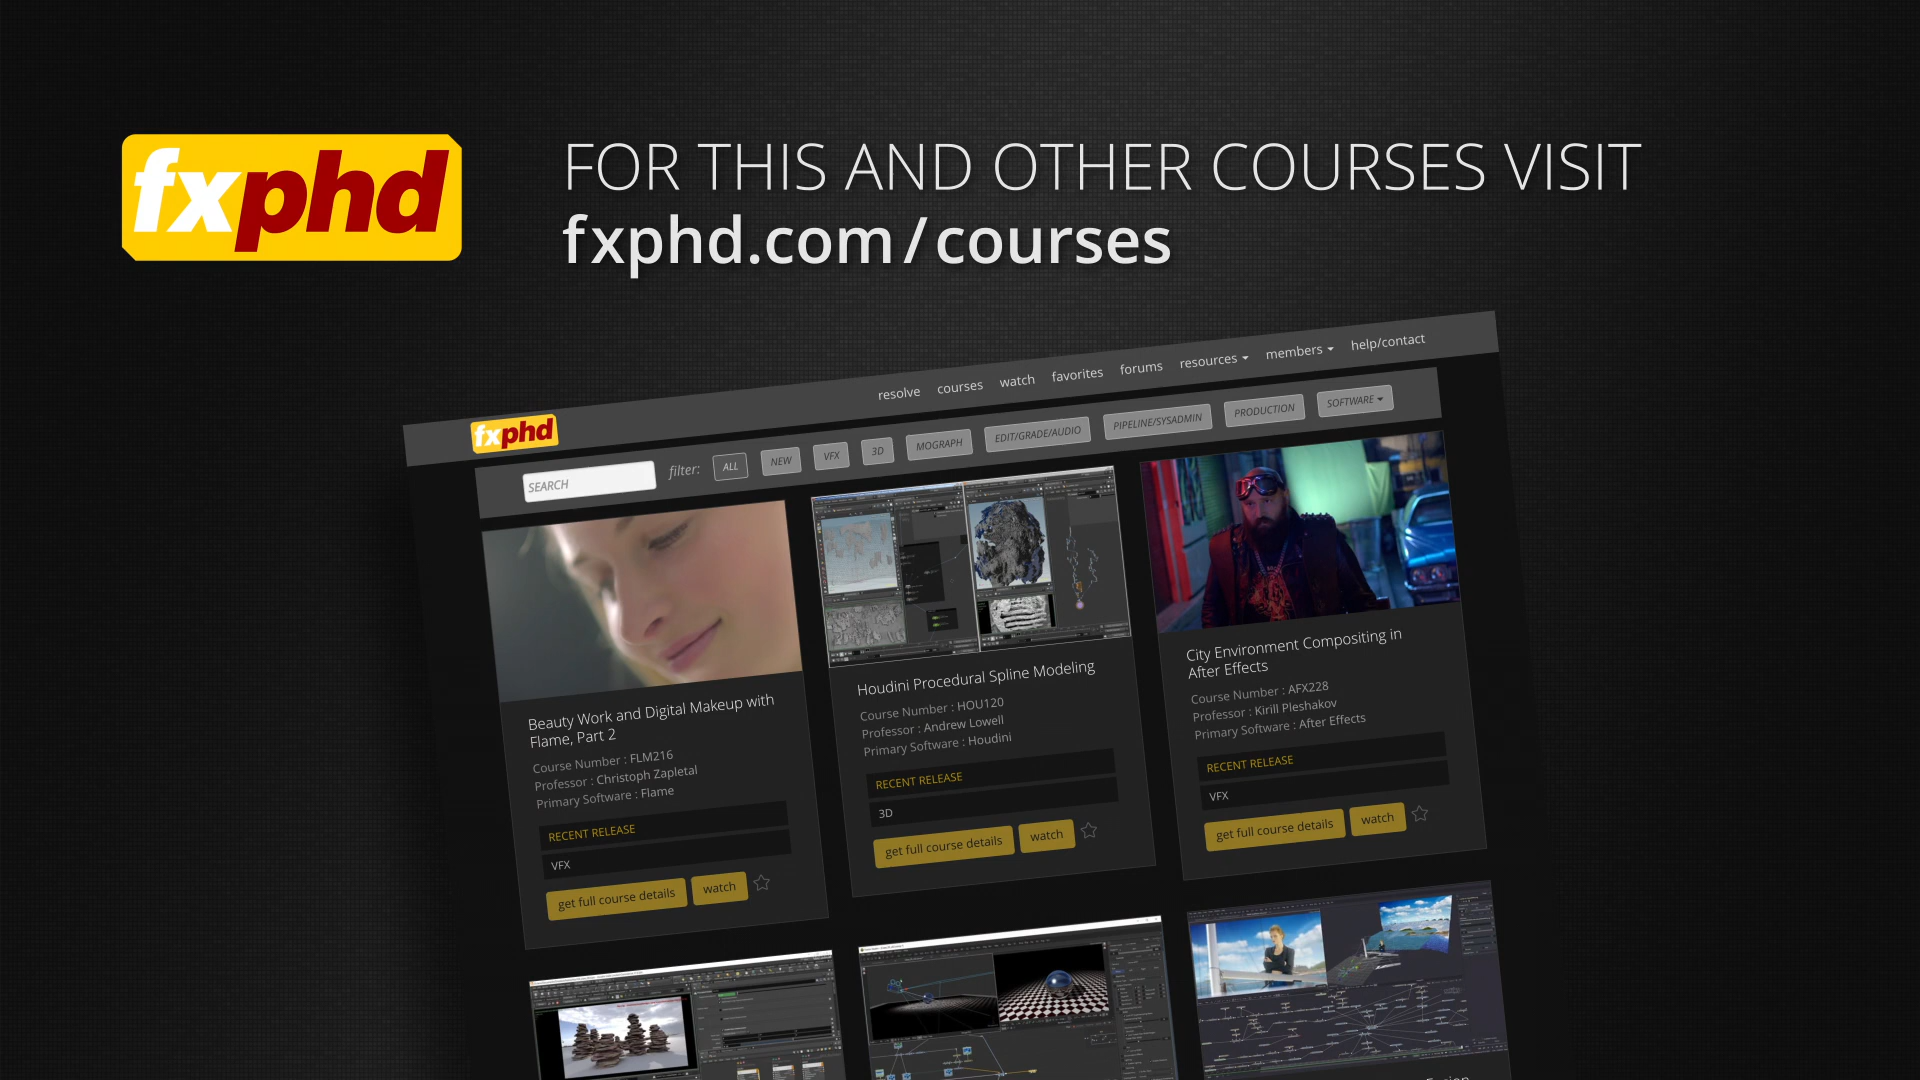 fxphd
FOR THIS AND OTHER COURSES VISIT
fxphd.com/courses
resolve courses watch favorites forums resources members help/contact
fxphd
SEARCH filter: ALL NEW VFX 3D MOGRAPH EDIT/GRADE/AUDIO PIPELINE/SYSADMIN PRODUCTION SOFTWARE
Beauty Work and Digital Makeup with
Flame, Part 2
Course Number : FLM216
Professor : Christoph Zapletal
Primary Software : Flame
RECENT RELEASE
VFX
get full course details watch
Houdini Procedural Spline Modeling
Course Number : HOU120
Professor : Andrew Lowell
Primary Software : Houdini
RECENT RELEASE
3D
get full course details watch
City Environment Compositing in
After Effects
Course Number : AFX228
Professor : Kirill Pleshakov
Primary Software : After Effects
RECENT RELEASE
VFX
get full course details watch